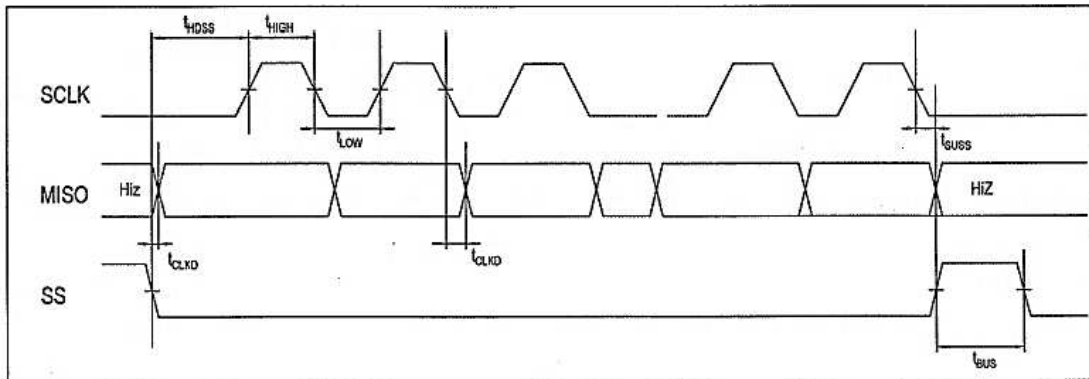 tHDSS tHIGH
SCLK
tLOW
tSUSS
MISO Hiz HiZ
tCLKD tCLKD
SS
tBUS